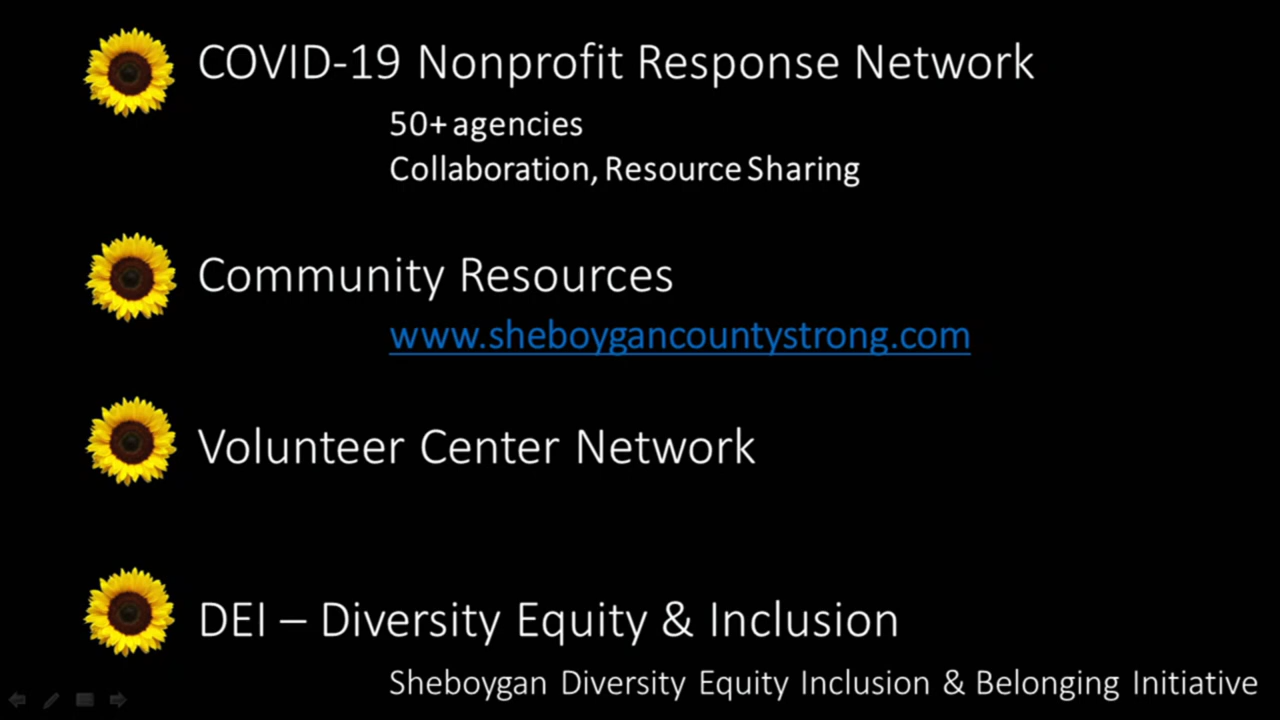 COVID-19 Nonprofit Response Network
50+ agencies
Collaboration, Resource Sharing
Community Resources
www.sheboygancountystrong.com
Volunteer Center Network
DEI – Diversity Equity & Inclusion
Sheboygan Diversity Equity Inclusion & Belonging Initiative